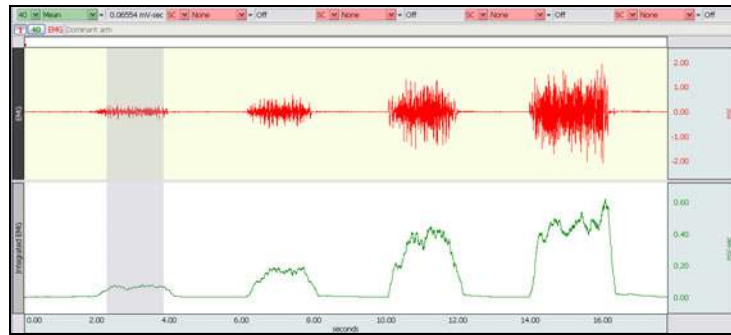 40 Mean = 0.06554 mV-sec SC None = Off SC None = Off SC None = Off SC None = Off
T 40 EMG Dominant arm
EMG
2.00
1.00
0.00
-1.00
-2.00
Integrated EMG
0.60
0.40
0.20
0.00
0.00 2.00 4.00 6.00 8.00 10.00 12.00 14.00 16.00
seconds